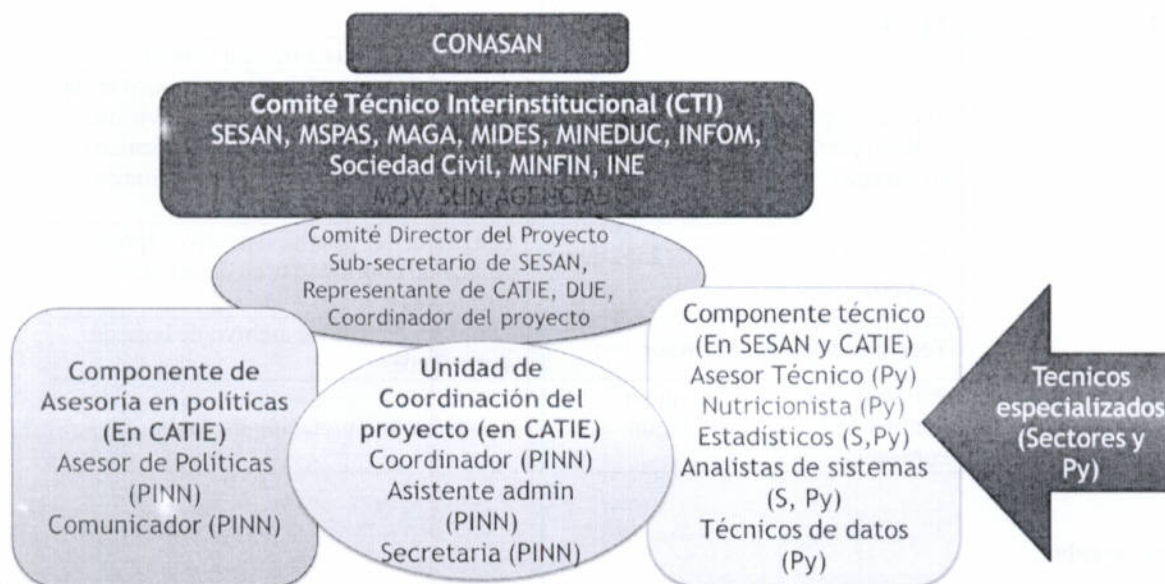 CONASAN
Comité Técnico Interinstitucional (CTI)
SESAN, MSPAS, MAGA, MIDES, MINEDUC, INFOM,
Sociedad Civil, MINFIN, INE
MOV. SUN-AGENCIAS
Comité Director del Proyecto
Sub-secretario de SESAN,
Representante de CATIE, DUE,
Coordinador del proyecto
Componente de
Asesoría en políticas
(En CATIE)
Asesor de Políticas
(PINN)
Comunicador (PINN)
Unidad de
Coordinación del
proyecto (en CATIE)
Coordinador (PINN)
Asistente admin
(PINN)
Secretaria (PINN)
Componente técnico
(En SESAN y CATIE)
Asesor Técnico (Py)
Nutricionista (Py)
Estadísticos (S,Py)
Analistas de sistemas
(S, Py)
Técnicos de datos
(Py)
Tecnicos
especializados
(Sectores y
Py)